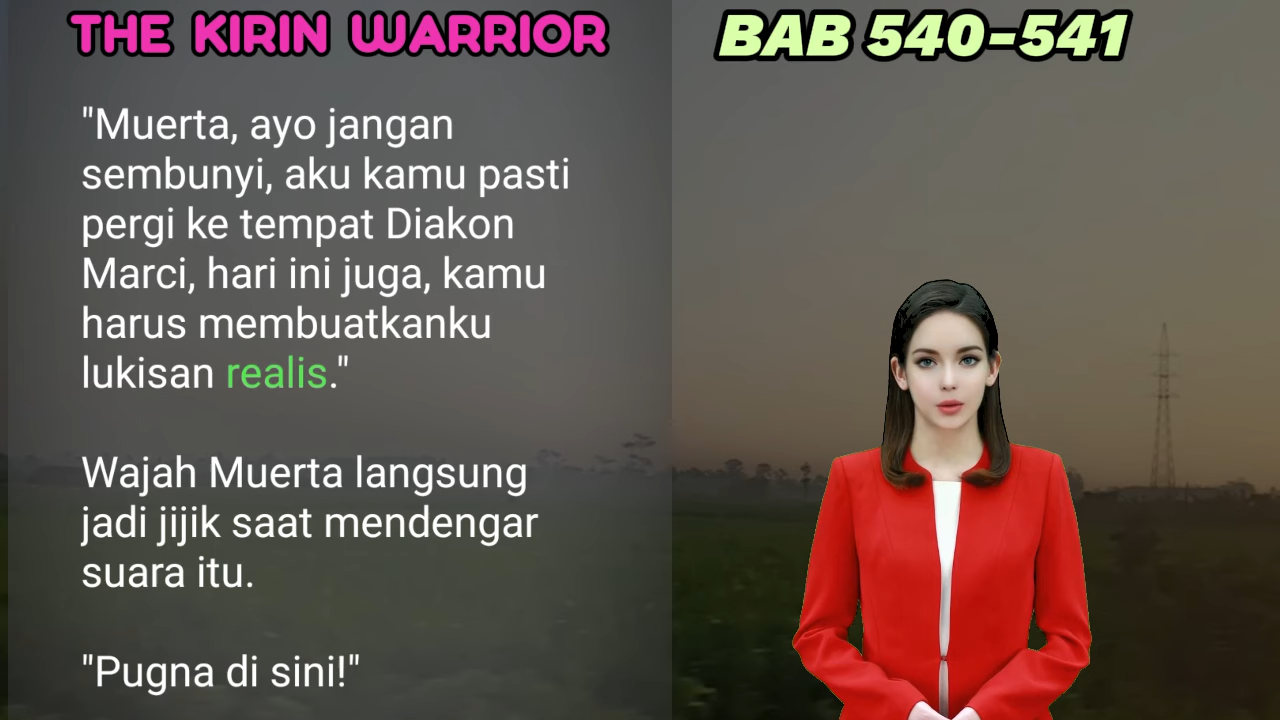 THE KIRIN WARRIOR
BAB 540-541
"Muerta, ayo jangan
sembunyi, aku kamu pasti
pergi ke tempat Diakon
Marci, hari ini juga, kamu
harus membuatkanku
lukisan realis."
Wajah Muerta langsung
jadi jijik saat mendengar
suara itu.
"Pugna di sini!"